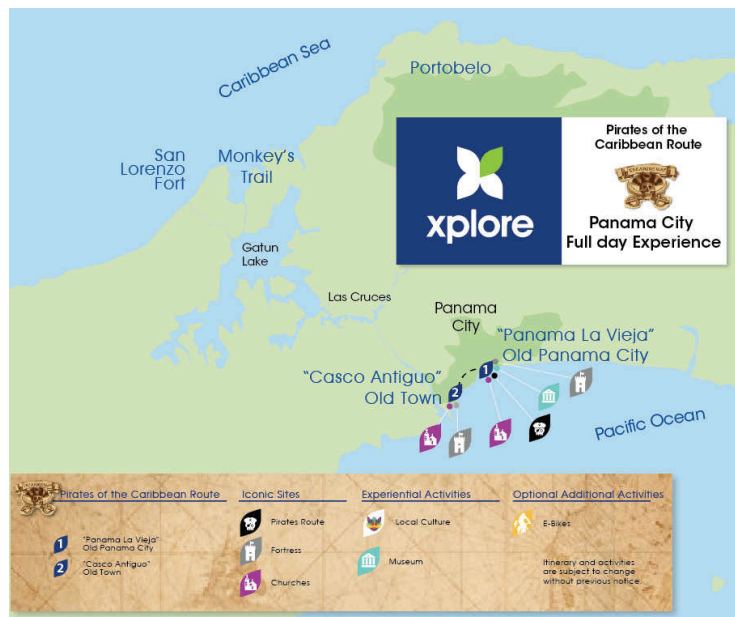 Caribbean Sea
Portobelo
San
Lorenzo
Fort
Monkey's
Trail
Gatun
Lake
Las Cruces
Panama
City
"Panama La Vieja"
Old Panama City
"Casco Antiguo"
Old Town
1
2
Pacific Ocean
xplore
Pirates of the
Caribbean Route
Panama City
Full day Experience
Pirates of the Caribbean Route
1
"Panama La Vieja"
Old Panama City
2
"Casco Antiguo"
Old Town
Iconic Sites
Pirates Route
Fortress
Churches
Experiential Activities
Local Culture
Museum
Optional Additional Activities
E-Bikes
Itinerary and activities
are subject to change
without previous notice.